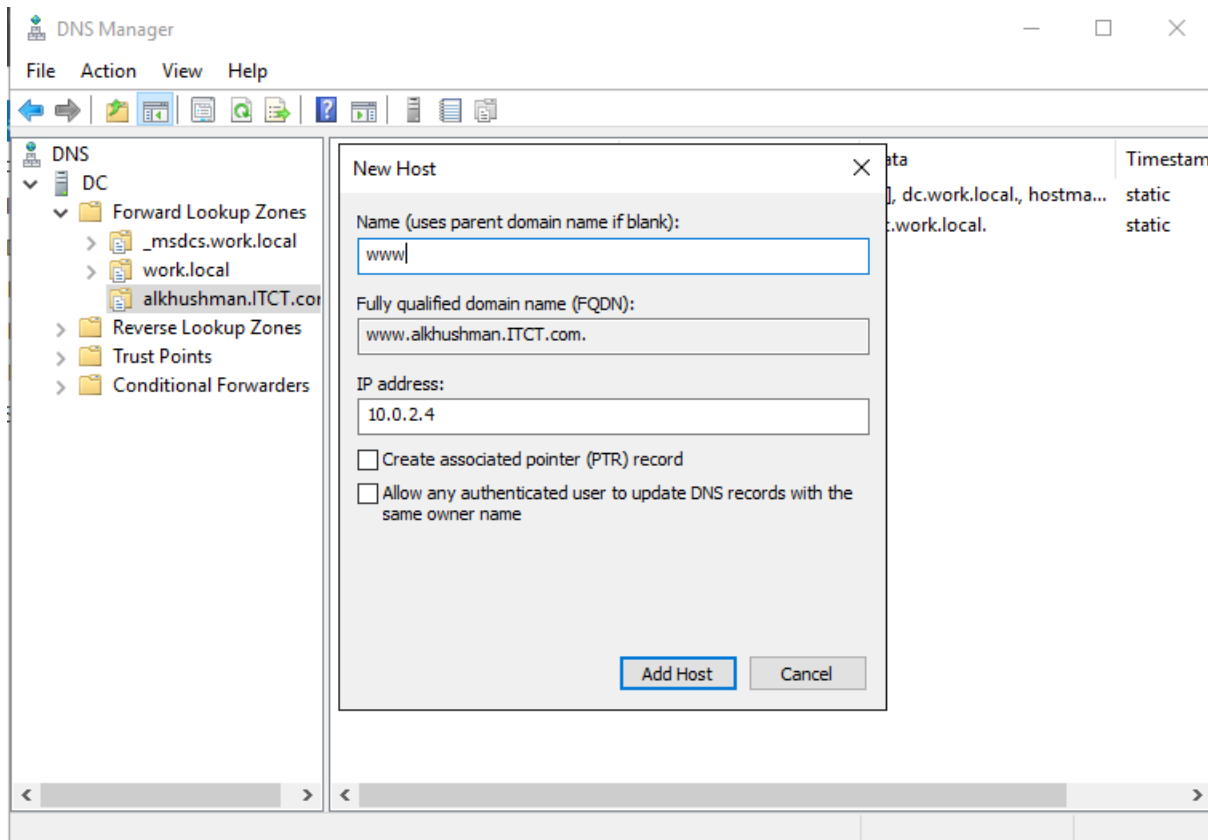 DNS Manager
File Action View Help
DNS
DC
Forward Lookup Zones
_msdcs.work.local
work.local
alkhushman.ITCT.com
Reverse Lookup Zones
Trust Points
Conditional Forwarders
ata Timestam
], dc.work.local., hostma... static
.work.local. static
New Host
Name (uses parent domain name if blank):
www
Fully qualified domain name (FQDN):
www.alkhushman.ITCT.com.
IP address:
10.0.2.4
Create associated pointer (PTR) record
Allow any authenticated user to update DNS records with the
same owner name
Add Host Cancel